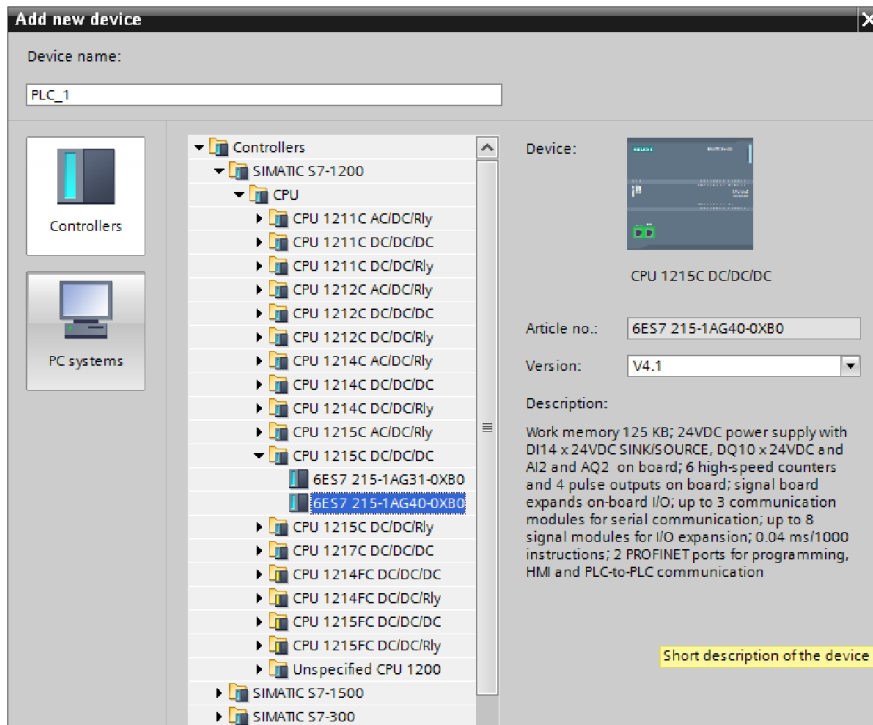 Add new device
Device name:
PLC_1
Controllers
PC systems
Controllers
SIMATIC S7-1200
CPU
CPU 1211C AC/DC/Rly
CPU 1211C DC/DC/DC
CPU 1211C DC/DC/Rly
CPU 1212C AC/DC/Rly
CPU 1212C DC/DC/DC
CPU 1212C DC/DC/Rly
CPU 1214C AC/DC/Rly
CPU 1214C DC/DC/DC
CPU 1214C DC/DC/Rly
CPU 1215C AC/DC/Rly
CPU 1215C DC/DC/DC
6ES7 215-1AG31-0XB0
6ES7 215-1AG40-0XB0
CPU 1215C DC/DC/Rly
CPU 1217C DC/DC/DC
CPU 1214FC DC/DC/DC
CPU 1214FC DC/DC/Rly
CPU 1215FC DC/DC/DC
CPU 1215FC DC/DC/Rly
Unspecified CPU 1200
SIMATIC S7-1500
SIMATIC S7-300
Device:
CPU 1215C DC/DC/DC
Article no.: 6ES7 215-1AG40-0XB0
Version: V4.1
Description:
Work memory 125 KB; 24VDC power supply with
DI14 x 24VDC SINK/SOURCE, DQ10 x 24VDC and
AI2 and AQ2 on board; 6 high-speed counters
and 4 pulse outputs on board; signal board
expands on-board I/O; up to 3 communication
modules for serial communication; up to 8
signal modules for I/O expansion; 0.04 ms/1000
instructions; 2 PROFINET ports for programming,
HMI and PLC-to-PLC communication
Short description of the device